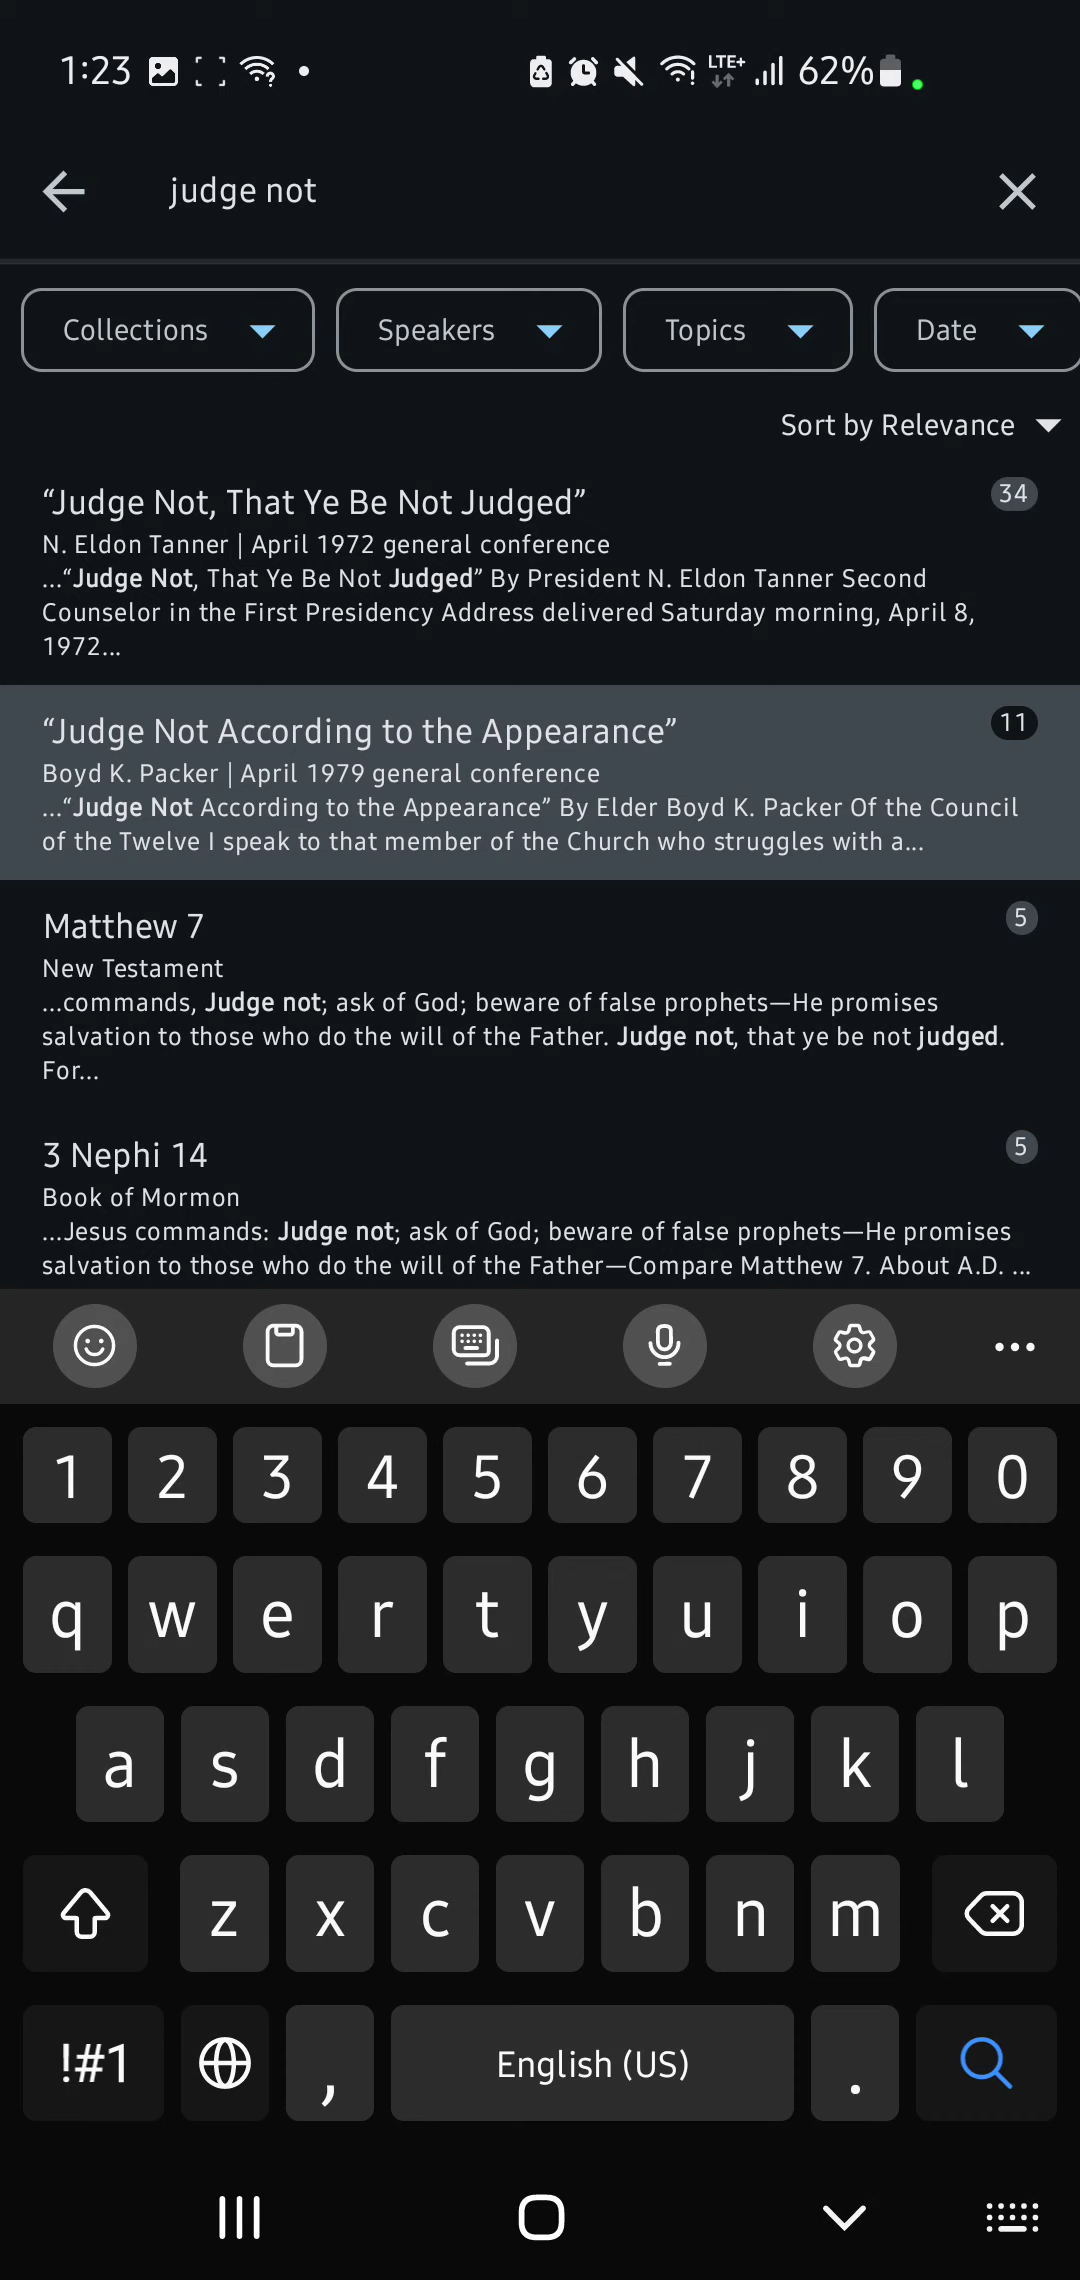 1:23 LTE+ 62%
judge not
Collections Speakers Topics Date
Sort by Relevance
“Judge Not, That Ye Be Not Judged” 34
N. Eldon Tanner | April 1972 general conference
...“Judge Not, That Ye Be Not Judged” By President N. Eldon Tanner Second
Counselor in the First Presidency Address delivered Saturday morning, April 8,
1972...
“Judge Not According to the Appearance” 11
Boyd K. Packer | April 1979 general conference
...“Judge Not According to the Appearance” By Elder Boyd K. Packer Of the Council
of the Twelve I speak to that member of the Church who struggles with a...
Matthew 7 5
New Testament
...commands, Judge not; ask of God; beware of false prophets—He promises
salvation to those who do the will of the Father. Judge not, that ye be not judged.
For...
3 Nephi 14 5
Book of Mormon
...Jesus commands: Judge not; ask of God; beware of false prophets—He promises
salvation to those who do the will of the Father—Compare Matthew 7. About A.D. ...
1 2 3 4 5 6 7 8 9 0
q w e r t y u i o p
a s d f g h j k l
z x c v b n m
!#1 , English (US) .